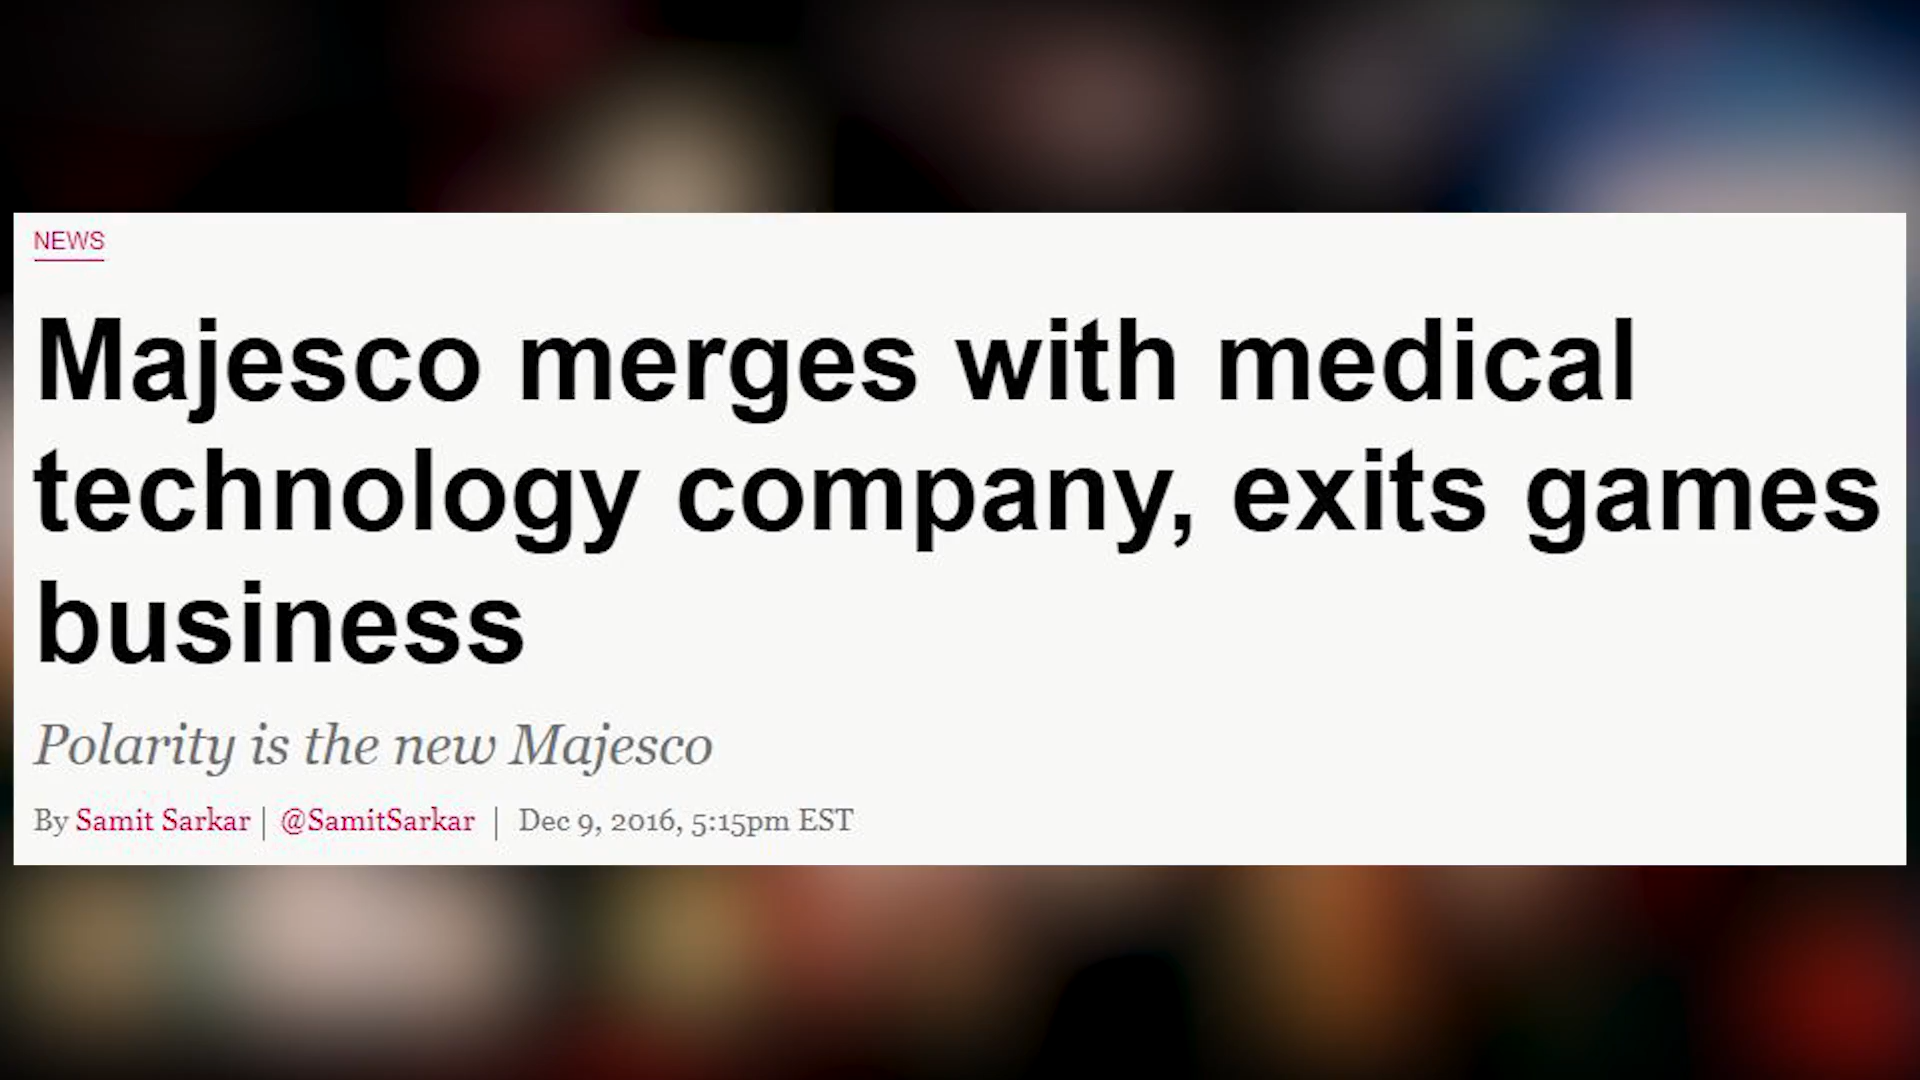 NEWS
Majesco merges with medical
technology company, exits games
business
Polarity is the new Majesco
By Samit Sarkar | @SamitSarkar | Dec 9, 2016, 5:15pm EST